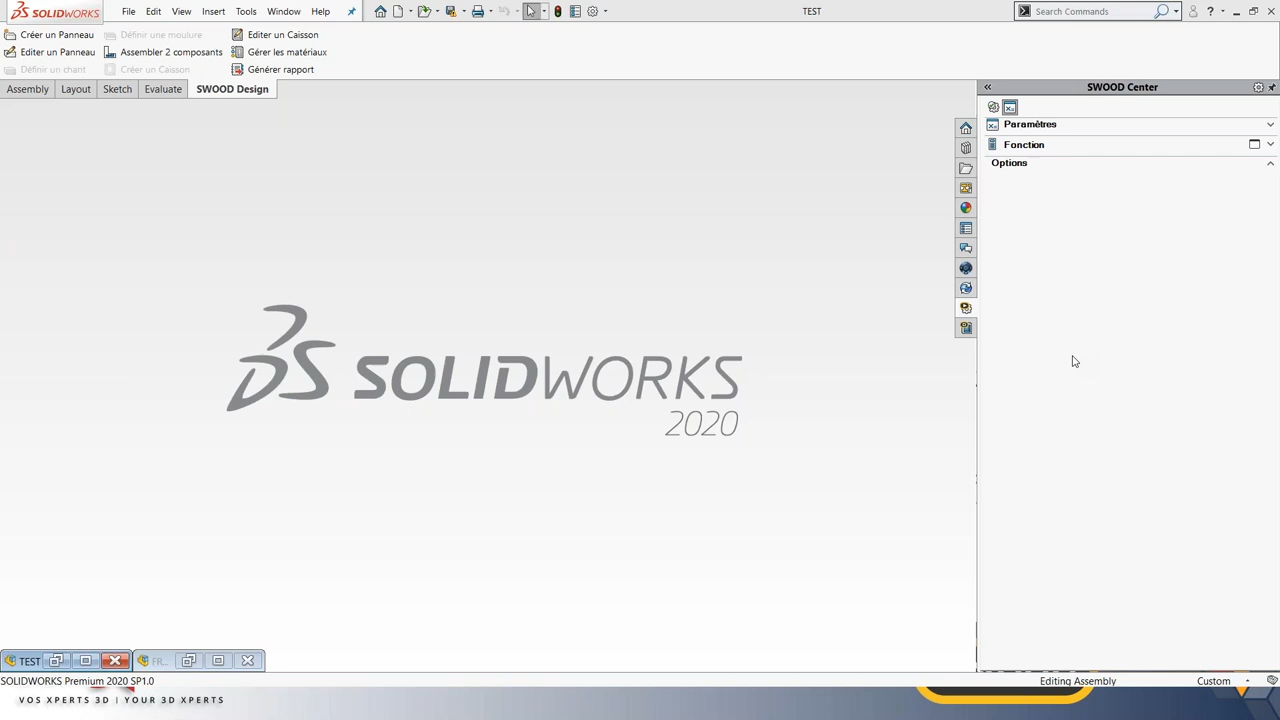 SOLIDWORKS File Edit View Insert Tools Window Help TEST Search Commands ?
Créer un Panneau Définir une moulure Editer un Caisson
Editer un Panneau Assembler 2 composants Gérer les matériaux
Définir un chant Créer un Caisson Générer rapport
Assembly Layout Sketch Evaluate SWOOD Design
SWOOD Center
Paramètres
Fonction
Options
SOLIDWORKS
2020
TEST FR...
SOLIDWORKS Premium 2020 SP1.0 Editing Assembly Custom
VOS XPERTS 3D | YOUR 3D XPERTS